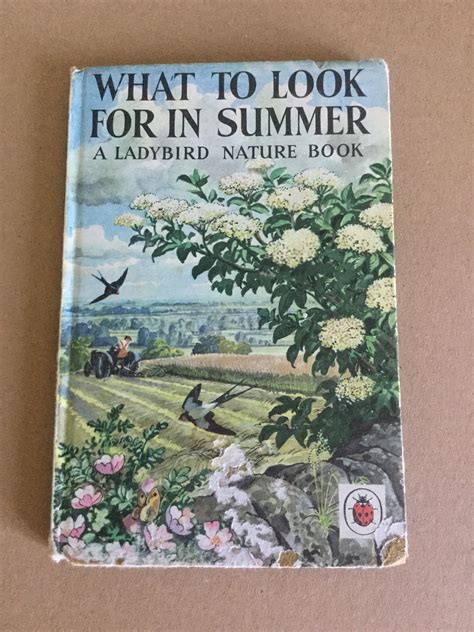 WHAT TO LOOK
FOR IN SUMMER
A LADYBIRD NATURE BOOK